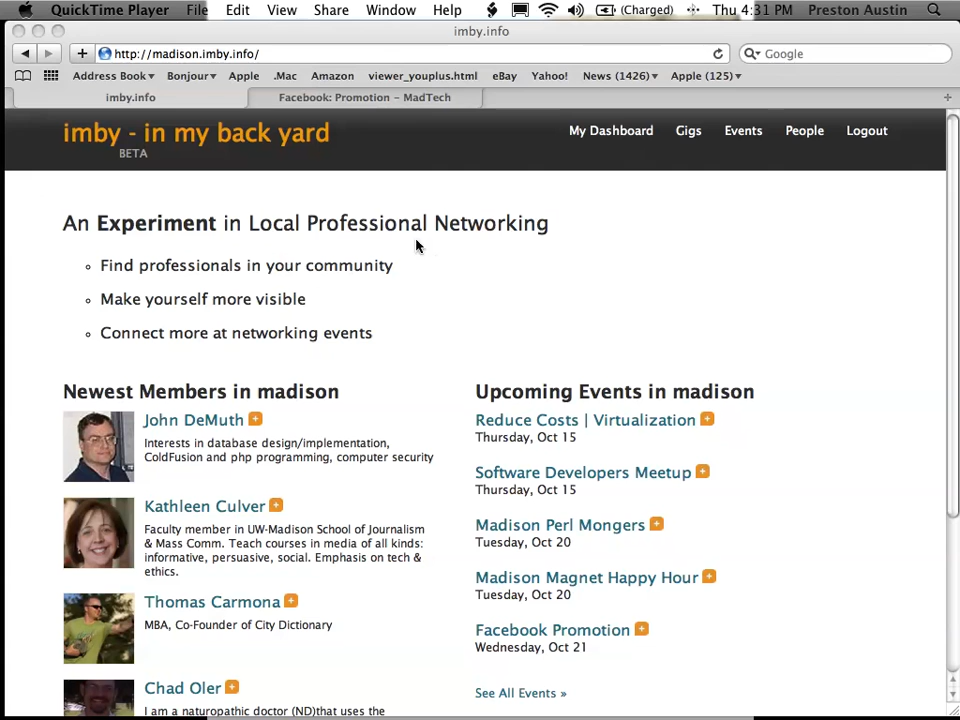 QuickTime Player File Edit View Share Window Help (Charged) Thu 4:31 PM Preston Austin
imby.info
http://madison.imby.info/ Google
Address Book Bonjour Apple .Mac Amazon viewer_youplus.html eBay Yahoo! News (1426) Apple (125)
imby.info Facebook: Promotion – MadTech
imby - in my back yard
BETA
My Dashboard Gigs Events People Logout
An Experiment in Local Professional Networking
Find professionals in your community
Make yourself more visible
Connect more at networking events
Newest Members in madison
John DeMuth
Interests in database design/implementation,
ColdFusion and php programming, computer security
Kathleen Culver
Faculty member in UW-Madison School of Journalism
& Mass Comm. Teach courses in media of all kinds:
informative, persuasive, social. Emphasis on tech &
ethics.
Thomas Carmona
MBA, Co-Founder of City Dictionary
Chad Oler
I am a naturopathic doctor (ND)that uses the
Upcoming Events in madison
Reduce Costs | Virtualization
Thursday, Oct 15
Software Developers Meetup
Thursday, Oct 15
Madison Perl Mongers
Tuesday, Oct 20
Madison Magnet Happy Hour
Tuesday, Oct 20
Facebook Promotion
Wednesday, Oct 21
See All Events »